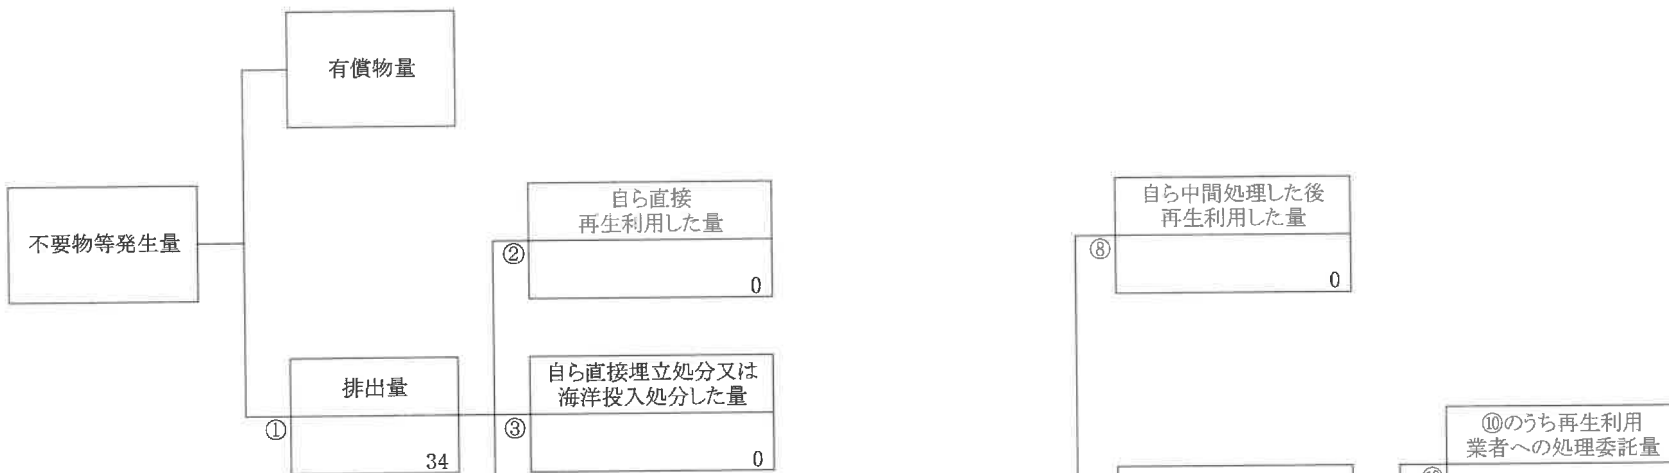 有償物量
不要物等発生量
自ら直接
再生利用した量
②
0
自ら中間処理した後
再生利用した量
⑧
0
排出量
①
34
自ら直接埋立処分又は
海洋投入処分した量
③
0
⑩のうち再生利用
業者への処理委託量